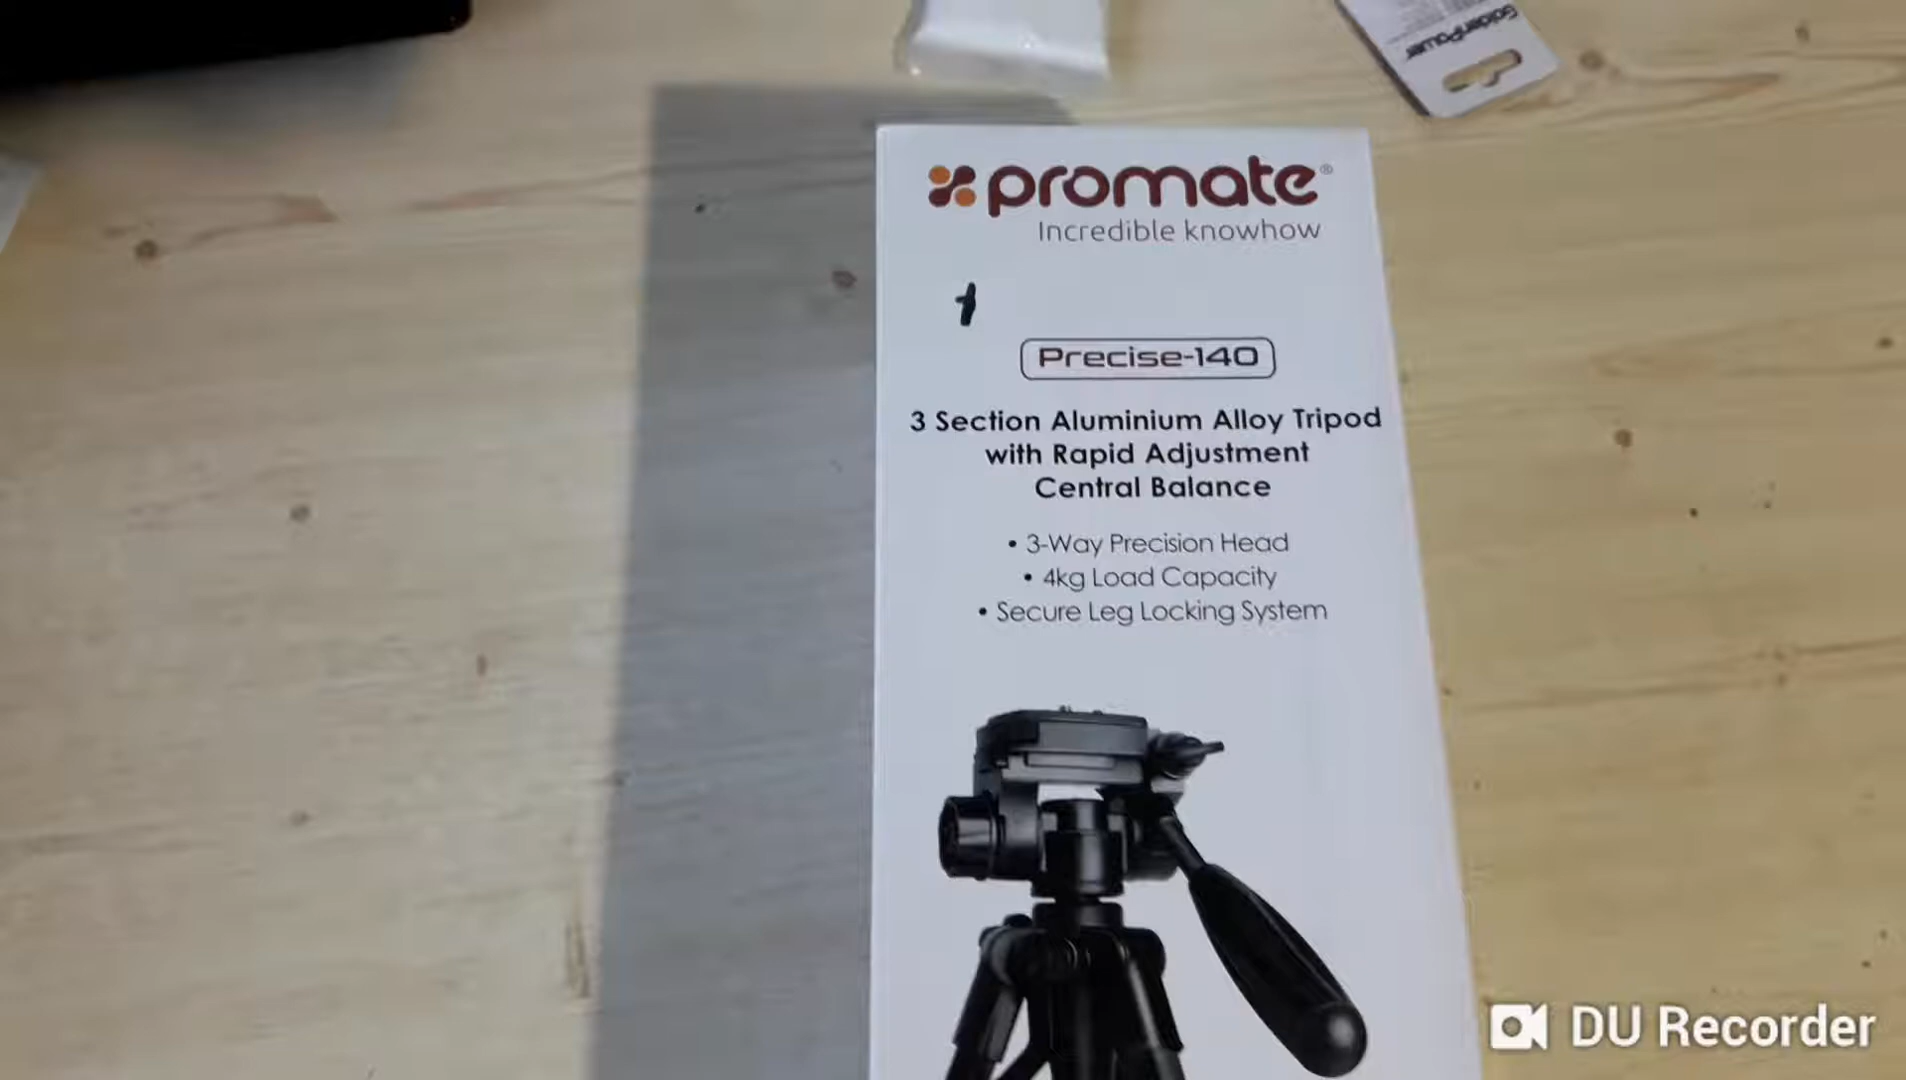 GoldenPower
promate®
Incredible knowhow
Precise-140
3 Section Aluminium Alloy Tripod
with Rapid Adjustment
Central Balance
• 3-Way Precision Head
• 4kg Load Capacity
• Secure Leg Locking System
DU Recorder